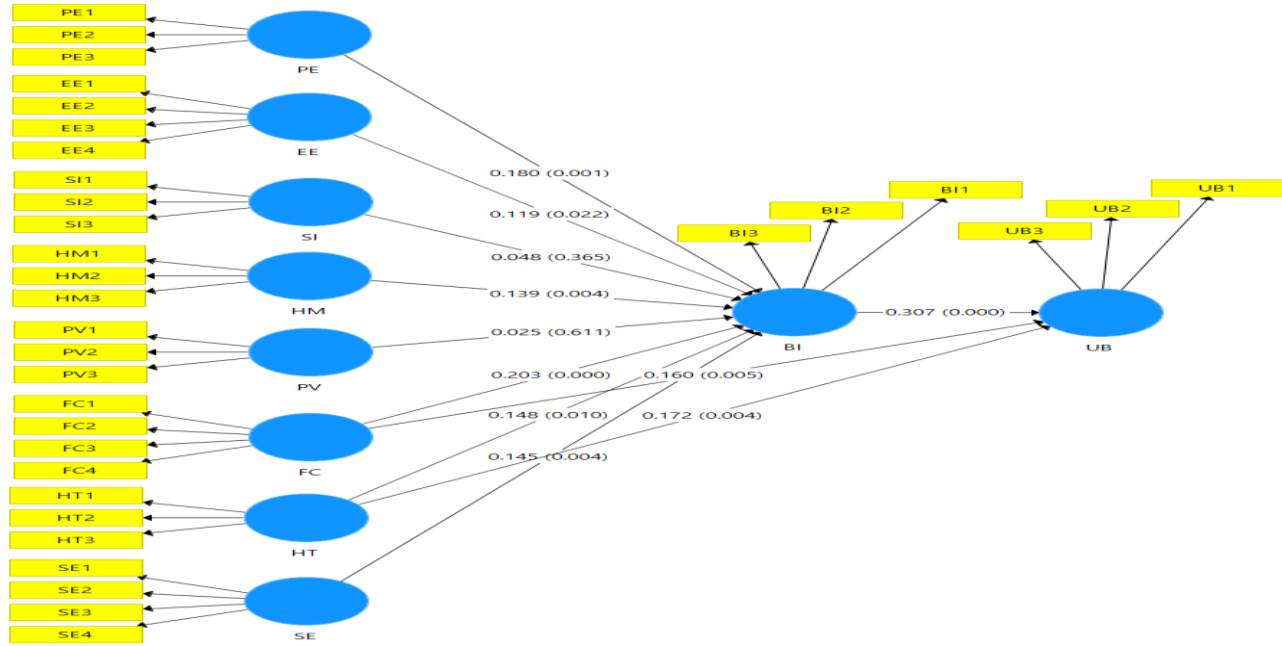 PE1
PE2
PE3
PE
EE1
EE2
EE3
EE4
EE
SI1
SI2
SI3
SI
HM1
HM2
HM3
HM
PV1
PV2
PV3
PV
FC1
FC2
FC3
FC4
FC
HT1
HT2
HT3
HT
SE1
SE2
SE3
SE4
SE
0.180 (0.001)
0.119 (0.022)
0.048 (0.365)
0.139 (0.004)
0.025 (0.611)
0.203 (0.000)
0.148 (0.010)
0.145 (0.004)
0.160 (0.005)
0.172 (0.004)
BI3
BI2
BI1
BI
0.307 (0.000)
UB3
UB2
UB1
UB